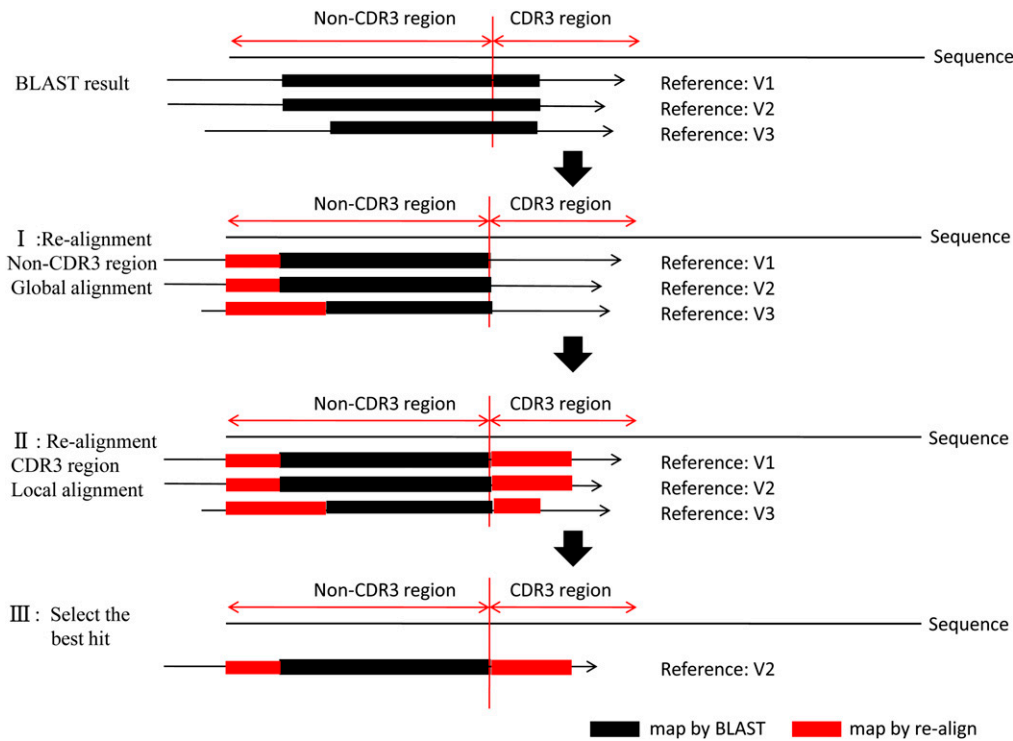 Non-CDR3 region CDR3 region
Sequence
BLAST result
Reference: V1
Reference: V2
Reference: V3
Non-CDR3 region CDR3 region
Ⅰ :Re-alignment
Sequence
Non-CDR3 region
Reference: V1
Global alignment
Reference: V2
Reference: V3
Non-CDR3 region CDR3 region
Ⅱ : Re-alignment
Sequence
CDR3 region
Reference: V1
Local alignment
Reference: V2
Reference: V3
Non-CDR3 region CDR3 region
Ⅲ : Select the
best hit
Sequence
Reference: V2
map by BLAST map by re-align